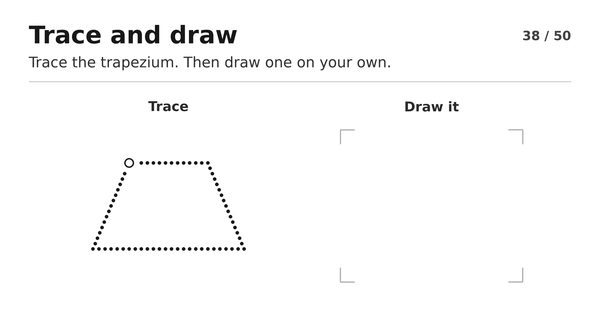 Trace and draw
38 / 50
Trace the trapezium. Then draw one on your own.
Trace
Draw it